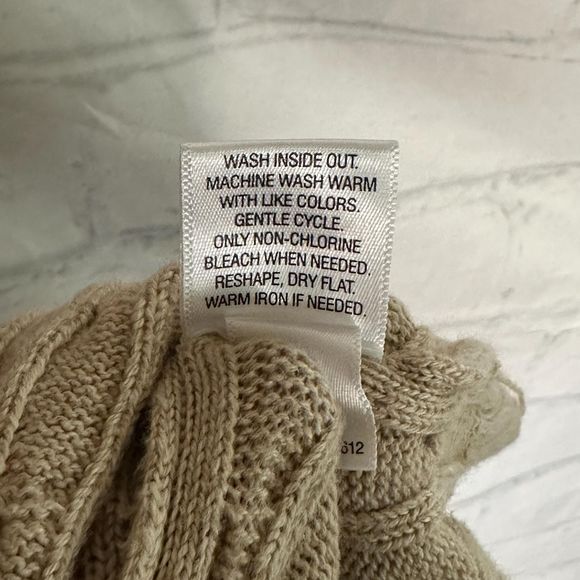 WASH INSIDE OUT.
MACHINE WASH WARM
WITH LIKE COLORS.
GENTLE CYCLE.
ONLY NON-CHLORINE
BLEACH WHEN NEEDED.
RESHAPE, DRY FLAT.
WARM IRON IF NEEDED.
612